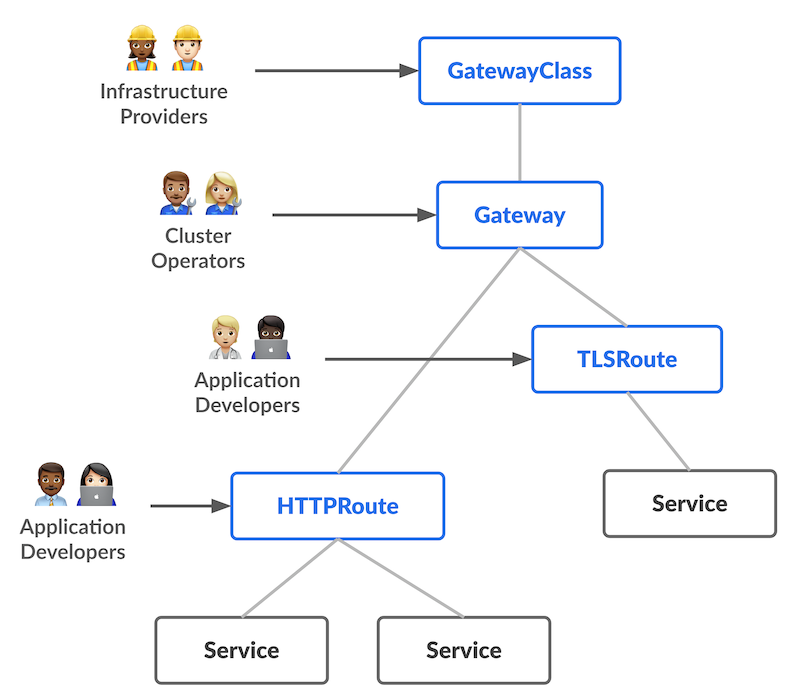 GatewayClass
Infrastructure
Providers
Gateway
Cluster
Operators
TLSRoute
Application
Developers
Service
HTTPRoute
Application
Developers
Service
Service